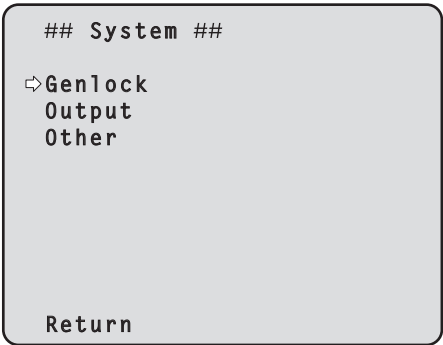 ## System ##
⇨Genlock
Output
Other
Return